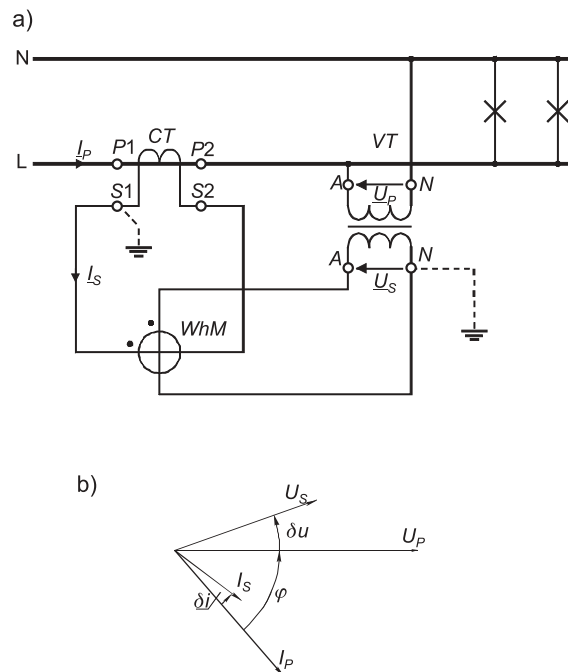 a)
N
CT
VT
L
I_P
P1
P2
S1
S2
A
N
U_P
I_S
A
N
U_S
WhM
b)
U_S
δu
U_P
I_S
δi
φ
I_P